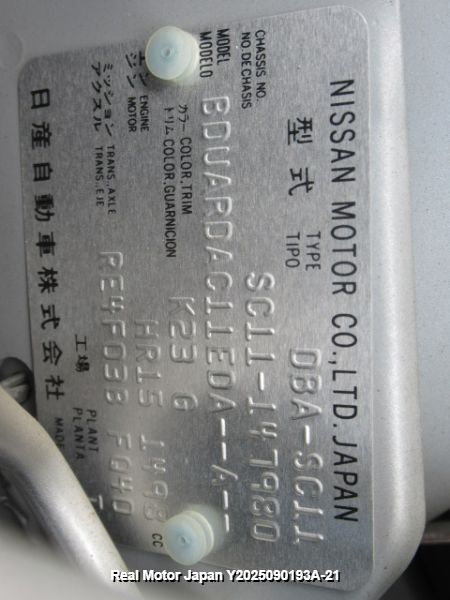 NISSAN MOTOR CO., LTD. JAPAN
型式 TYPE TIPO DBA-SC11
CHASSIS NO. NO. DE CHASIS SC11-147980
MODEL MODELO BDUARDAC11EDA--A--
カラー トリム COLOR, TRIM COLOR, GUARNICION K23 G
エンジン ENGINE MOTOR HR15 1498 CC
ミッション アクスル TRANS., AXLE TRANS., EJE RE4F03B FQ40
工場 PLANT PLANTA
日産自動車株式会社 MADE
Real Motor Japan Y2025090193A-21